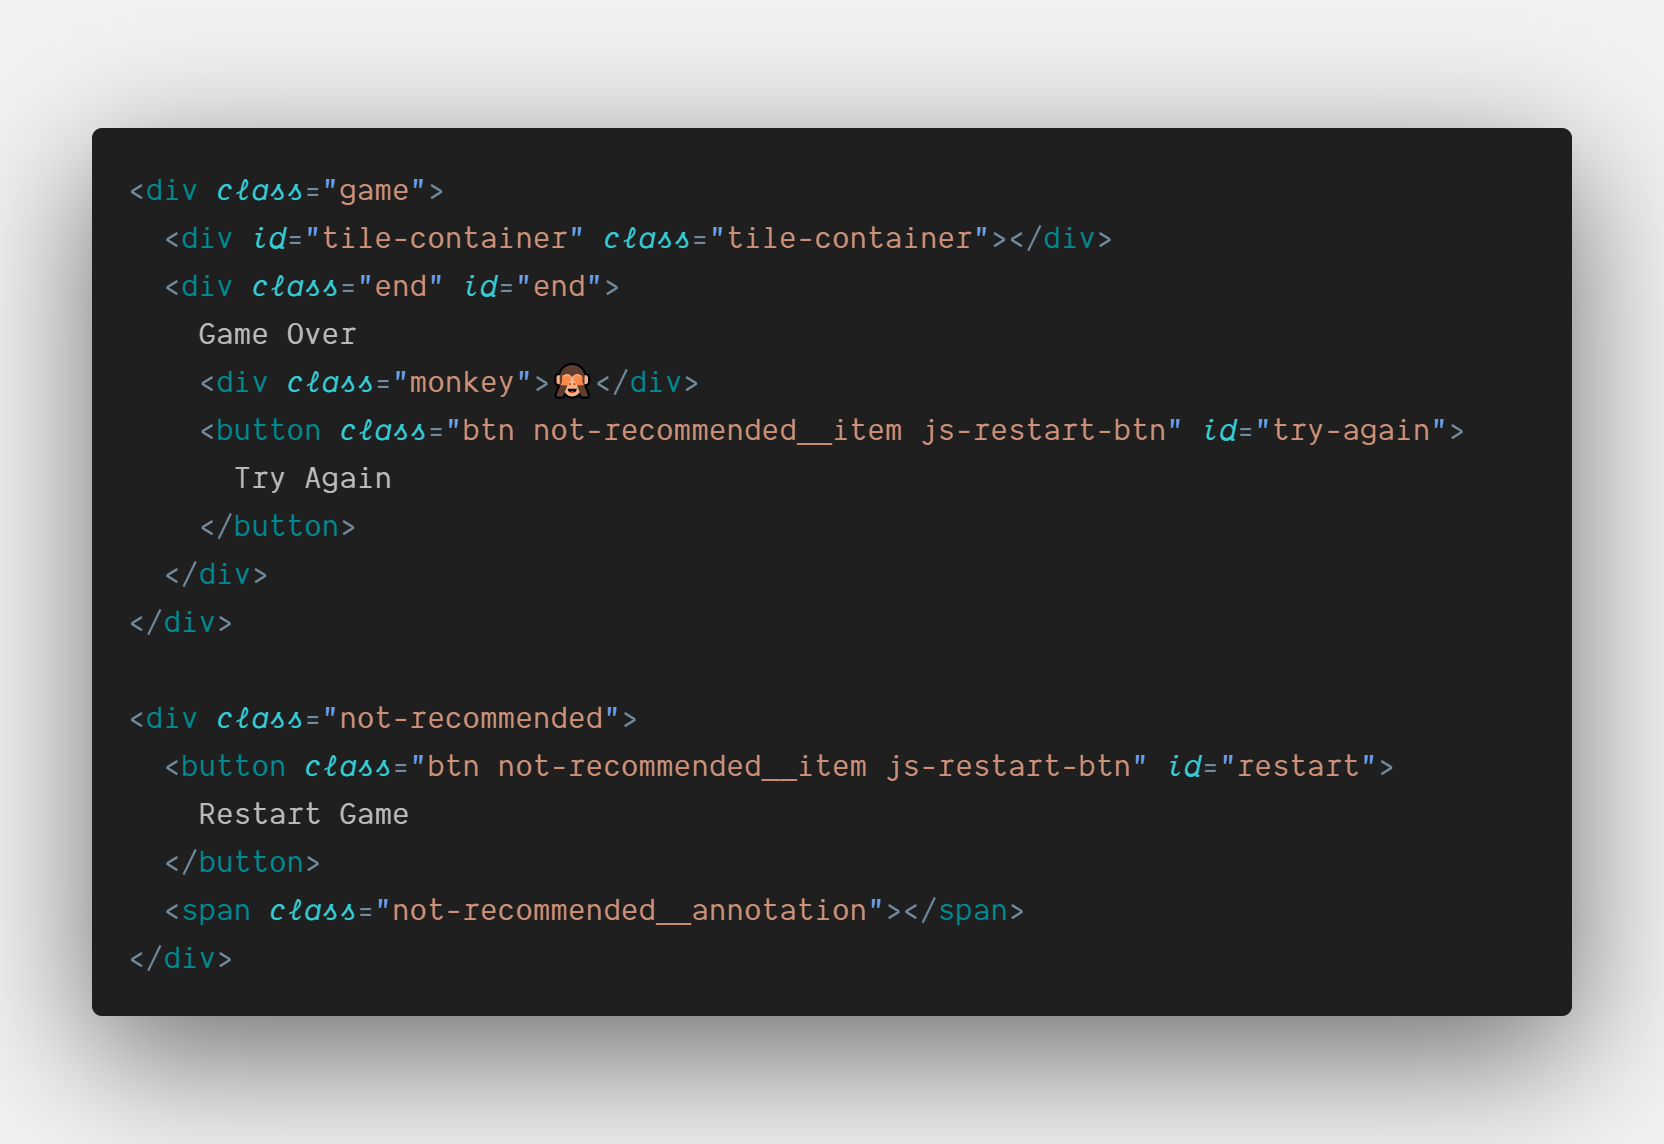 <div class="game">
  <div id="tile-container" class="tile-container"></div>
  <div class="end" id="end">
    Game Over
    <div class="monkey">🙈</div>
    <button class="btn not-recommended__item js-restart-btn" id="try-again">
      Try Again
    </button>
  </div>
</div>

<div class="not-recommended">
  <button class="btn not-recommended__item js-restart-btn" id="restart">
    Restart Game
  </button>
  <span class="not-recommended__annotation"></span>
</div>